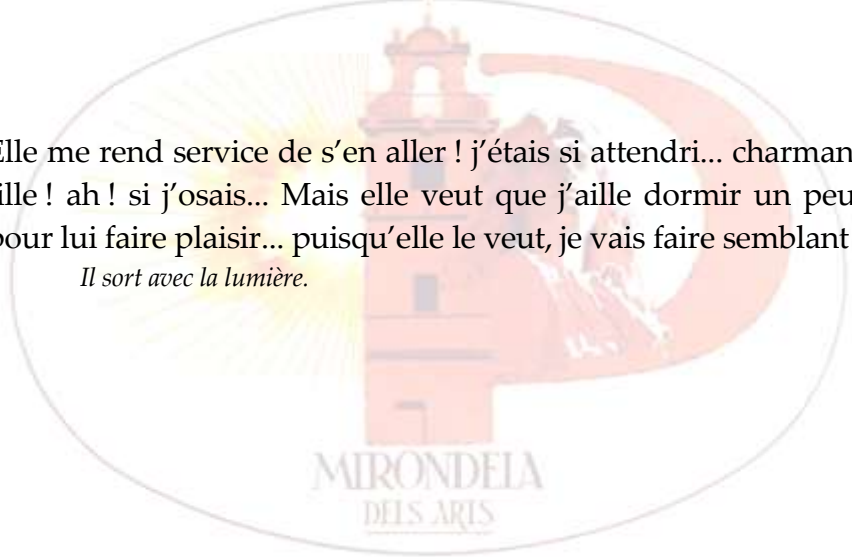 Elle me rend service de s’en aller ! j’étais si attendri... charman
ille ! ah ! si j’osais... Mais elle veut que j’aille dormir un peu
pour lui faire plaisir... puisqu’elle le veut, je vais faire semblant
Il sort avec la lumière.
MIRONDELA
DELS ARTS